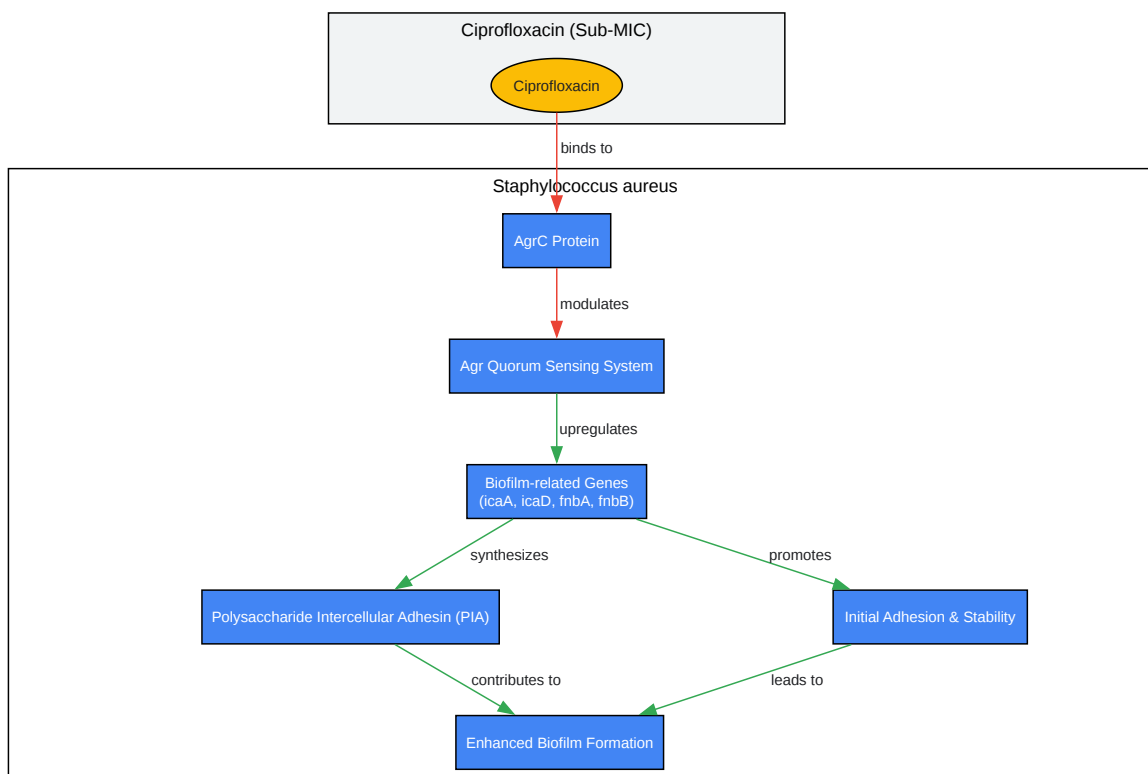 Ciprofloxacin (Sub-MIC)
Ciprofloxacin
binds to
Staphylococcus aureus
AgrC Protein
modulates
Agr Quorum Sensing System
upregulates
Biofilm-related Genes
(icaA, icaD, fnbA, fnbB)
synthesizes
promotes
Polysaccharide Intercellular Adhesin (PIA)
Initial Adhesion & Stability
contributes to
leads to
Enhanced Biofilm Formation